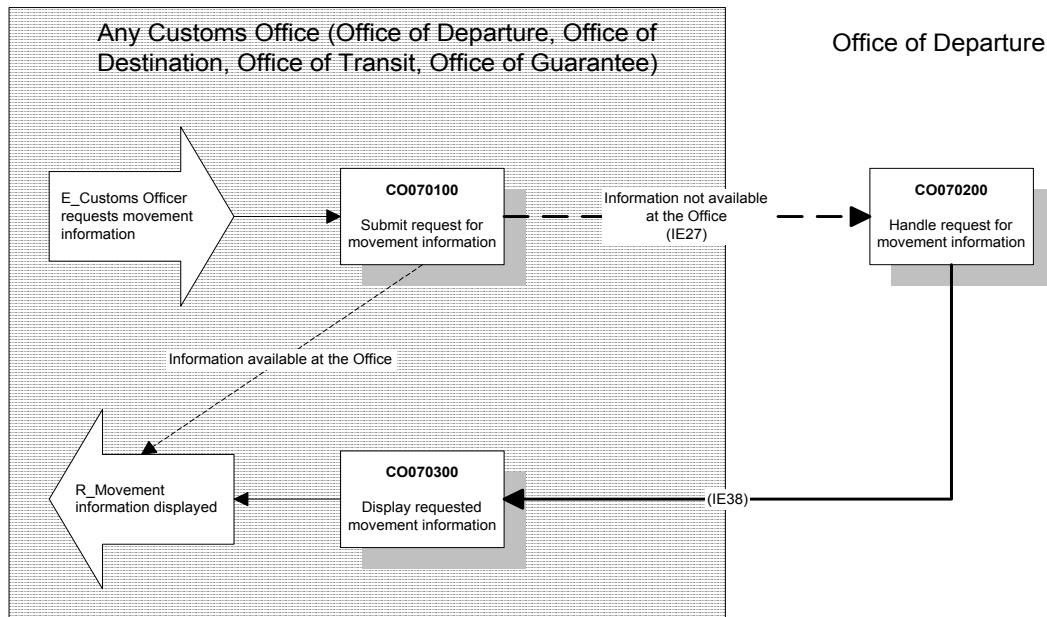 Any Customs Office (Office of Departure, Office of
Destination, Office of Transit, Office of Guarantee)
Office of Departure
E_Customs Officer
requests movement
information
CO070100
Submit request for
movement information
Information not available
at the Office
(IE27)
CO070200
Handle request for
movement information
Information available at the Office
R_Movement
information displayed
CO070300
Display requested
movement information
(IE38)